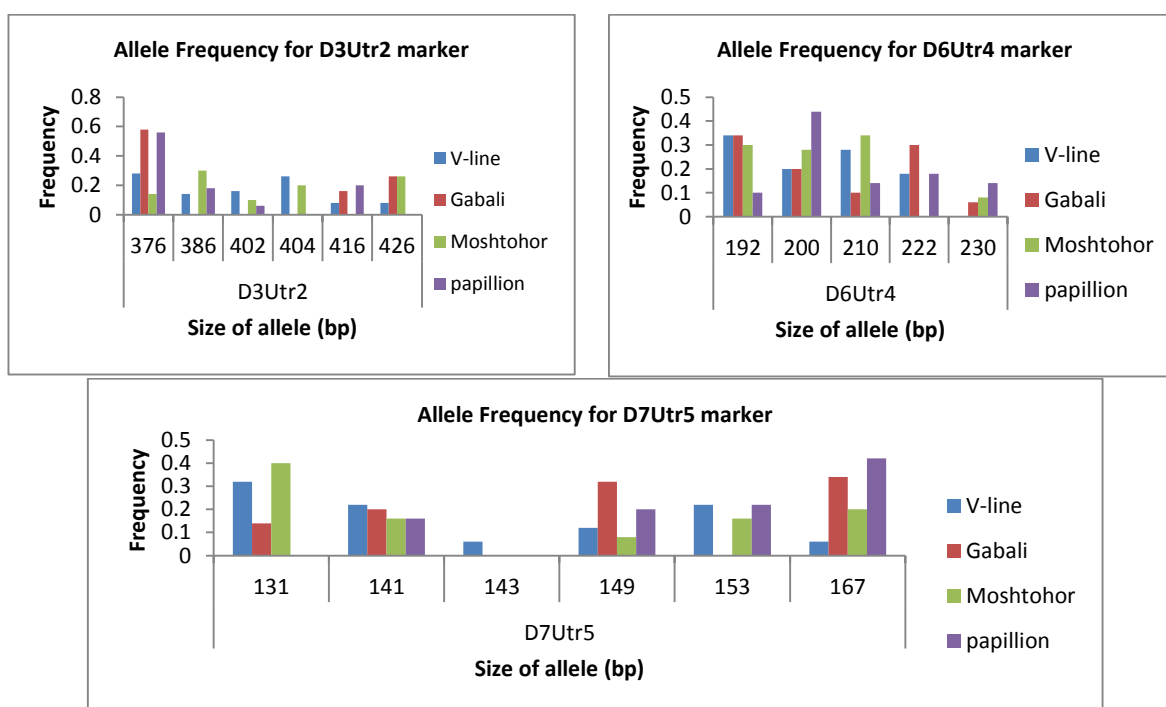 Allele Frequency for D3Utr2 marker
Frequency
0.8
0.6
0.4
0.2
0
376 386 402 404 416 426
D3Utr2
Size of allele (bp)
V-line
Gabali
Moshtohor
papillion
Allele Frequency for D6Utr4 marker
Frequency
0.5
0.4
0.3
0.2
0.1
0
192 200 210 222 230
D6Utr4
Size of allele (bp)
V-line
Gabali
Moshtohor
papillion
Allele Frequency for D7Utr5 marker
Frequency
0.5
0.4
0.3
0.2
0.1
0
131 141 143 149 153 167
D7Utr5
Size of allele (bp)
V-line
Gabali
Moshtohor
papillion